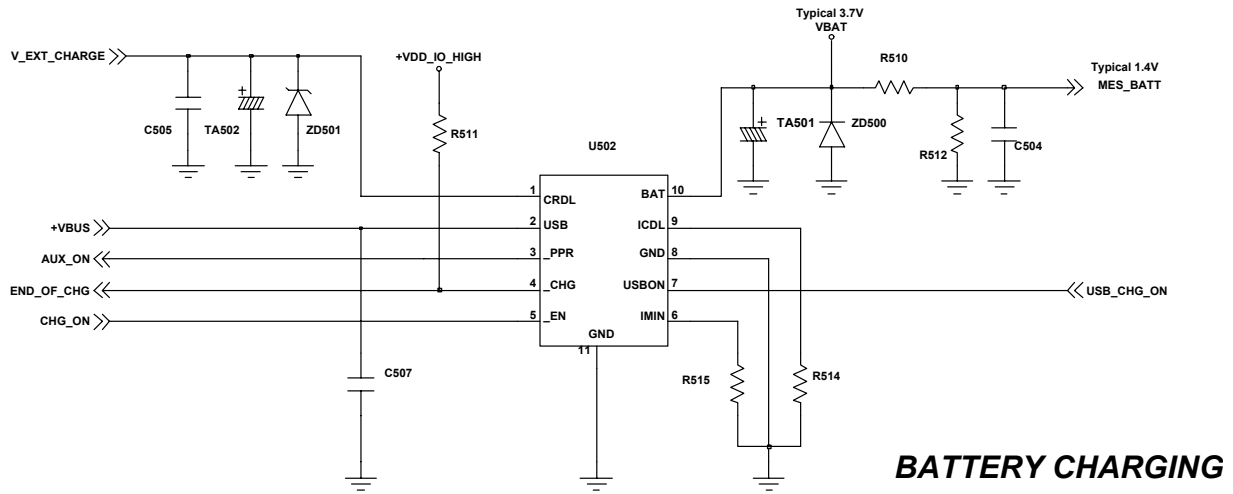 Typical 3.7V
VBAT
V_EXT_CHARGE
+VDD_IO_HIGH
R510
Typical 1.4V
MES_BATT
C505
TA502
ZD501
R511
TA501
ZD500
R512
C504
U502
1
CRDL
BAT
10
+VBUS
2
USB
ICDL
9
AUX_ON
3
_PPR
GND
8
END_OF_CHG
4
_CHG
USBON
7
USB_CHG_ON
CHG_ON
5
_EN
IMIN
6
GND
11
C507
R515
R514
BATTERY CHARGING